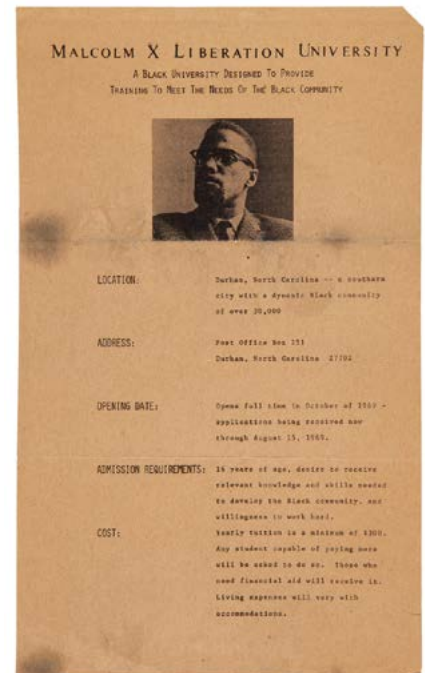 MALCOLM X LIBERATION UNIVERSITY
A BLACK UNIVERSITY DESIGNED TO PROVIDE
TRAINING TO MEET THE NEEDS OF THE BLACK COMMUNITY
LOCATION: Durham, North Carolina -- a southern
city with a dynamic Black community
of over 30,000
ADDRESS: Post Office Box
Durham, North Carolina 27702
OPENING DATE: Opens full time in October of 1969 -
applications being received now
through August 15, 1969.
ADMISSION REQUIREMENTS: 16 years of age, desire to receive
relevant knowledge and skills needed
to develop the Black community, and
willingness to work hard.
COST: Yearly tuition is a minimum of $300.
Any student capable of paying more
will be asked to do so. Those who
need financial aid will receive it.
Living expenses will vary with
accommodations.